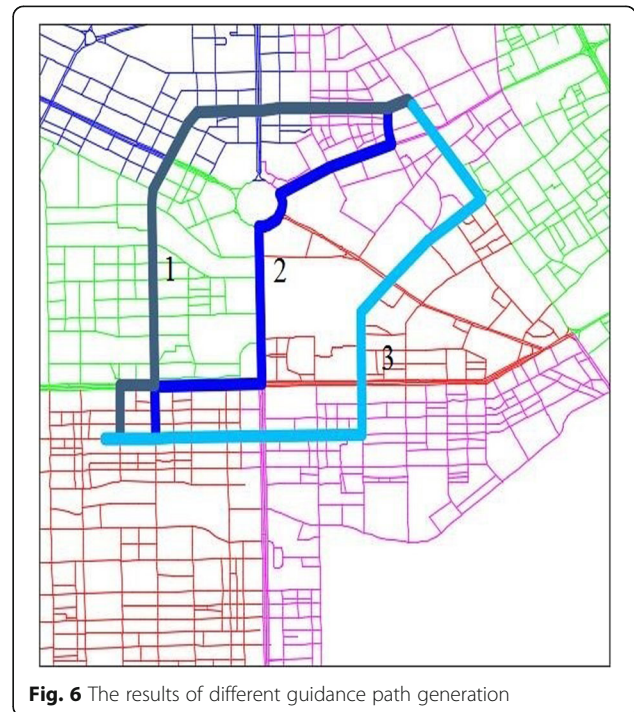 1
2
3
Fig. 6 The results of different guidance path generation